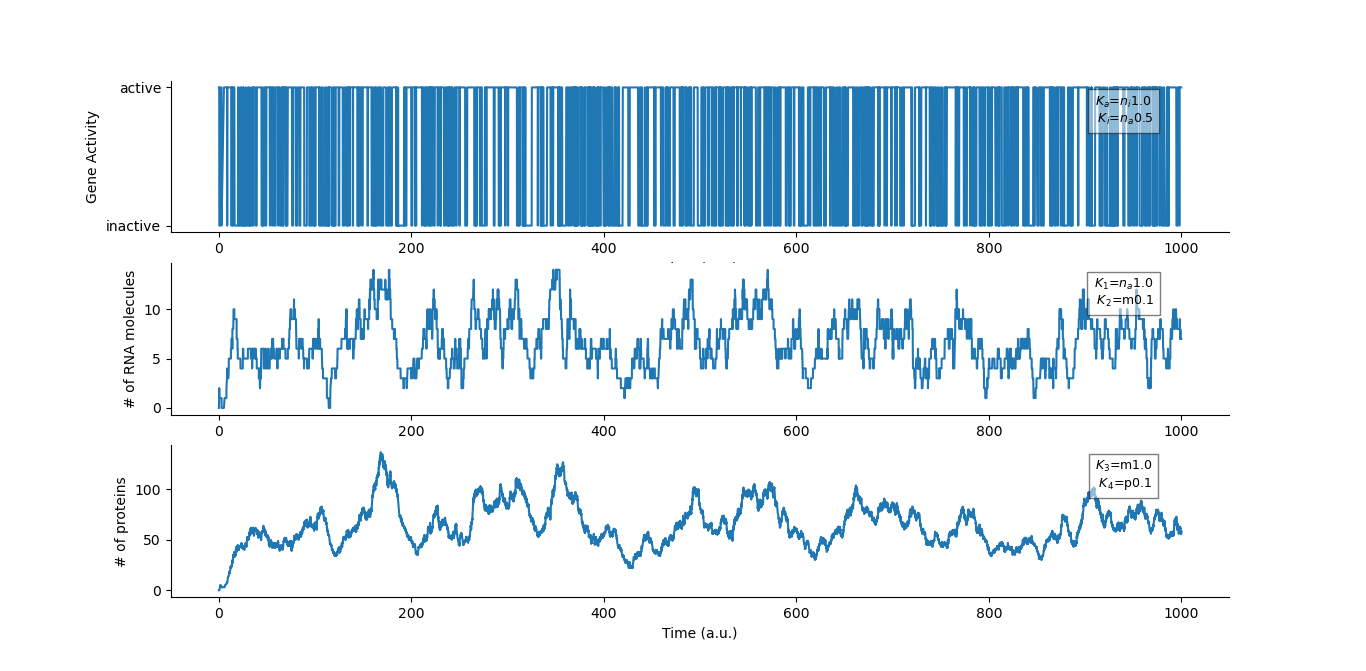 active
Gene Activity
inactive
K_a=n_i1.0
K_i=n_a0.5
0 200 400 600 800 1000
# of RNA molecules
10
5
0
K_1=n_a1.0
K_2=m0.1
0 200 400 600 800 1000
# of proteins
100
50
0
K_3=m1.0
K_4=p0.1
0 200 400 600 800 1000
Time (a.u.)